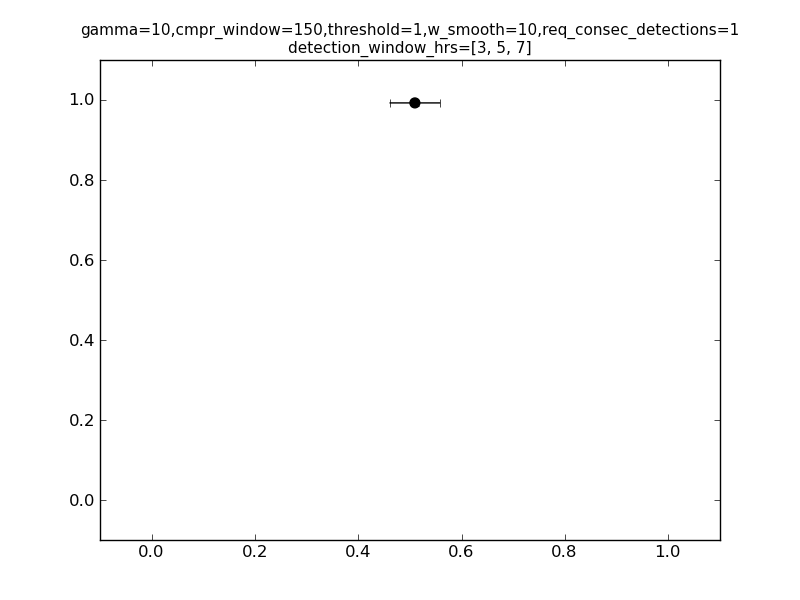 gamma=10,cmpr_window=150,threshold=1,w_smooth=10,req_consec_detections=1
detection_window_hrs=[3, 5, 7]
1.0
0.8
0.6
0.4
0.2
0.0
0.0 0.2 0.4 0.6 0.8 1.0